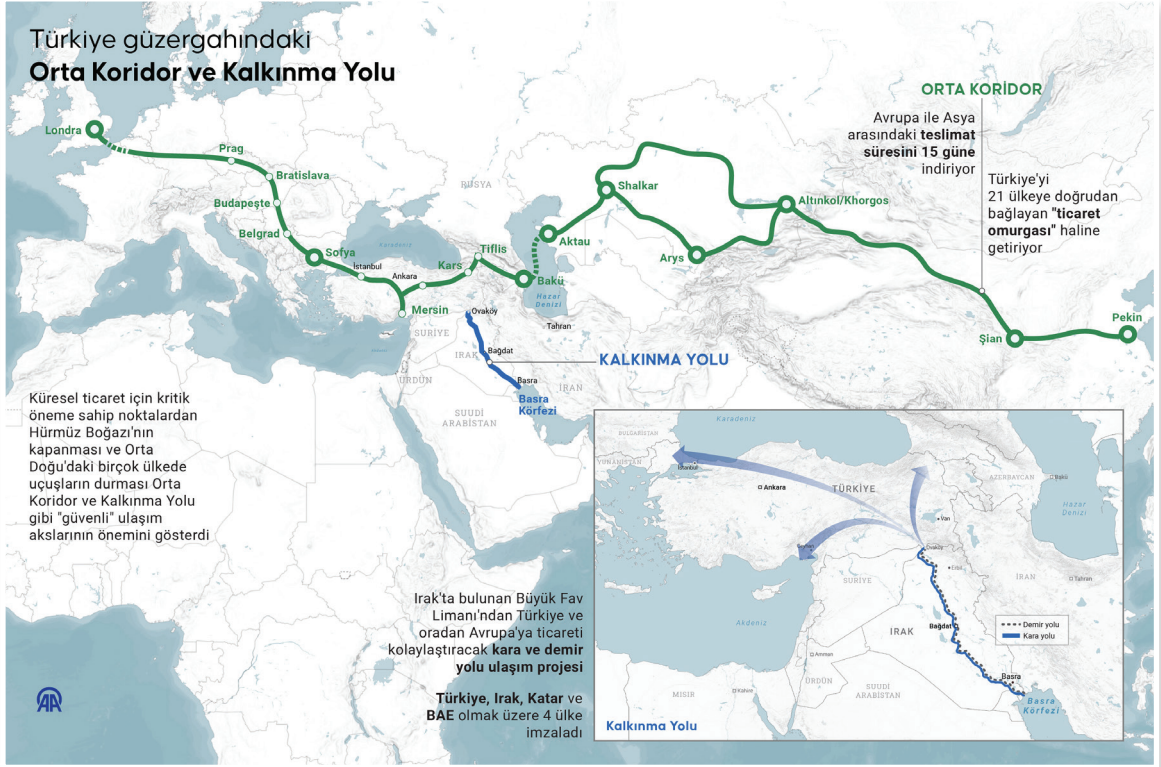 Türkiye güzergahındaki
Orta Koridor ve Kalkınma Yolu
ORTA KORİDOR
Avrupa ile Asya
arasındaki teslimat
süresini 15 güne
indiriyor
Türkiye'yi
21 ülkeye doğrudan
bağlayan "ticaret
omurgası" haline
getiriyor
Londra
Prag
Bratislava
Budapeşte
Belgrad
Sofya
İstanbul
Ankara
Mersin
Kars
Tiflis
Bakü
Aktau
Shalkar
Arys
Altınkol/Khorgos
Şian
Pekin
RUSYA
Karadeniz
Hazar
Denizi
Tahran
Ovaköy
SURİYE
IRAK
Bağdat
ÜRDÜN
Basra
İRAN
Basra
Körfezi
SUUDİ
ARABİSTAN
KALKINMA YOLU
Küresel ticaret için kritik
öneme sahip noktalardan
Hürmüz Boğazı'nın
kapanması ve Orta
Doğu'daki birçok ülkede
uçuşların durması Orta
Koridor ve Kalkınma Yolu
gibi "güvenli" ulaşım
akslarının önemini gösterdi
Irak'ta bulunan Büyük Fav
Limanı'ndan Türkiye ve
oradan Avrupa'ya ticareti
kolaylaştıracak kara ve demir
yolu ulaşım projesi
Türkiye, Irak, Katar ve
BAE olmak üzere 4 ülke
imzaladı
AA
Karadeniz
BULGARİSTAN
YUNANİSTAN
İstanbul
Ankara
TÜRKİYE
AZERBAYCAN
Bakü
Hazar
Denizi
Van
Ovaköy
Erbil
SURİYE
İRAN
Tahran
Akdeniz
Bağdat
IRAK
Demir yolu
Kara yolu
Amman
ÜRDÜN
Basra
MISIR
Kahire
SUUDİ
ARABİSTAN
Basra
Körfezi
Kalkınma Yolu